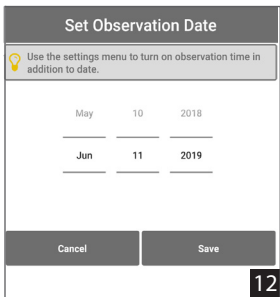 Set Observation Date
Use the settings menu to turn on observation time in
addition to date.
May 10 2018
Jun 11 2019
Cancel Save
12